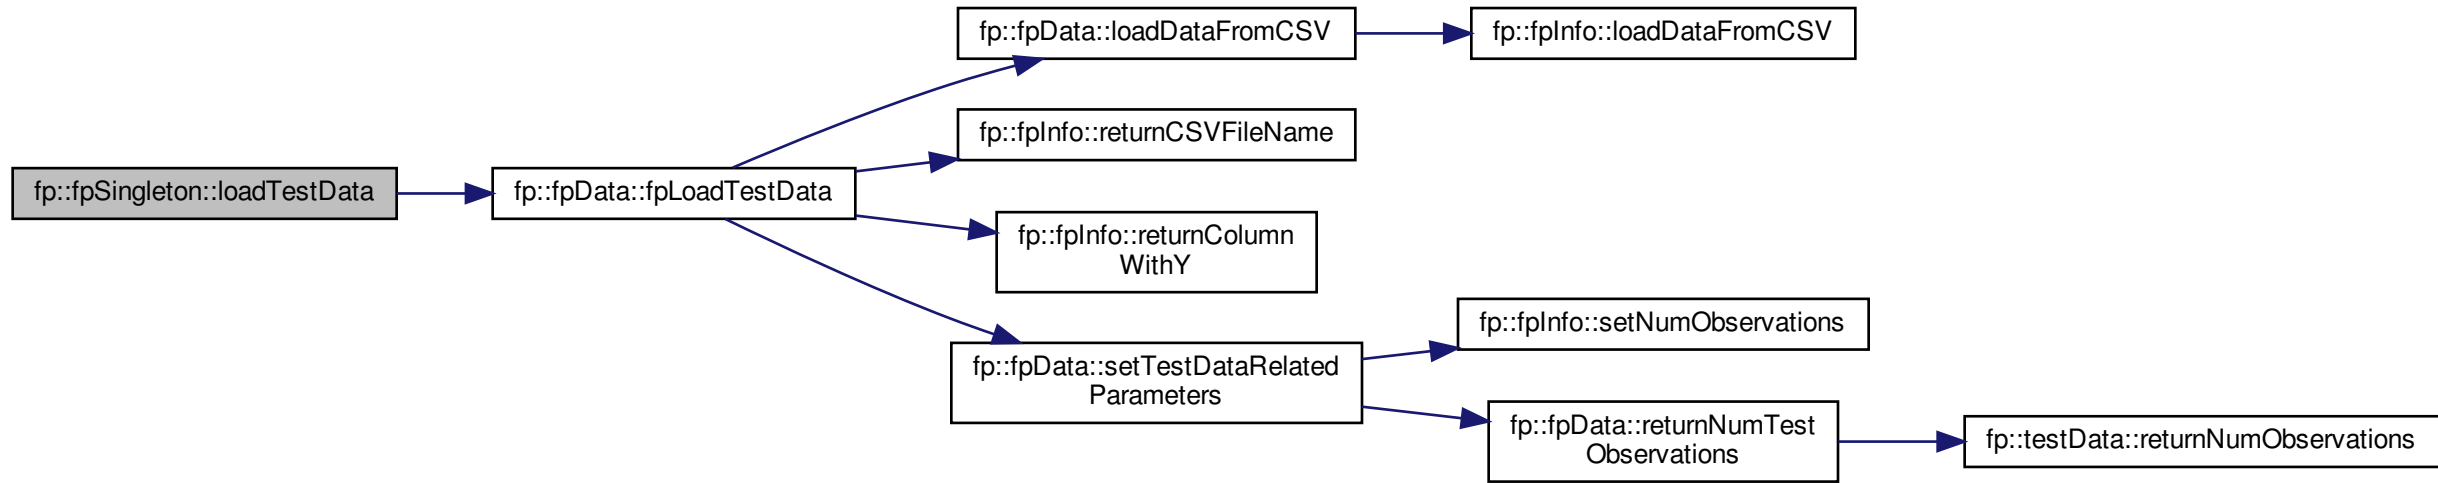 fp::fpSingleton::loadTestData
fp::fpData::fpLoadTestData
fp::fpData::loadDataFromCSV
fp::fpInfo::loadDataFromCSV
fp::fpInfo::returnCSVFileName
fp::fpInfo::returnColumn
WithY
fp::fpData::setTestDataRelated
Parameters
fp::fpInfo::setNumObservations
fp::fpData::returnNumTest
Observations
fp::testData::returnNumObservations